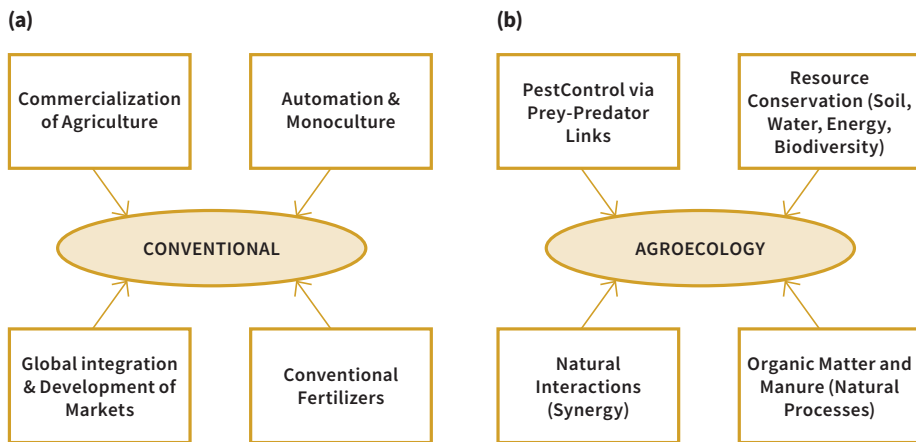 (a)
Commercialization
of Agriculture
Automation &
Monoculture
CONVENTIONAL
Global integration
& Development of
Markets
Conventional
Fertilizers
(b)
PestControl via
Prey-Predator
Links
Resource
Conservation (Soil,
Water, Energy,
Biodiversity)
AGROECOLOGY
Natural
Interactions
(Synergy)
Organic Matter and
Manure (Natural
Processes)